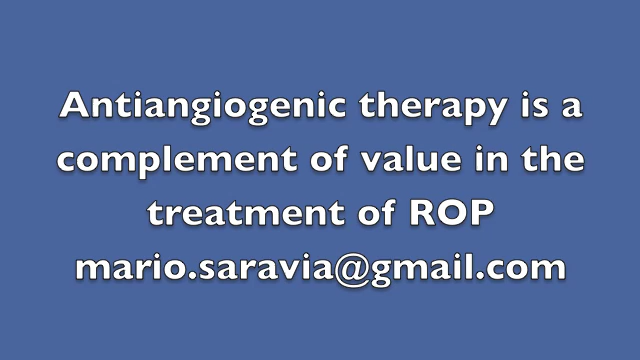 Antiangiogenic therapy is a
complement of value in the
treatment of ROP
mario.saravia@gmail.com